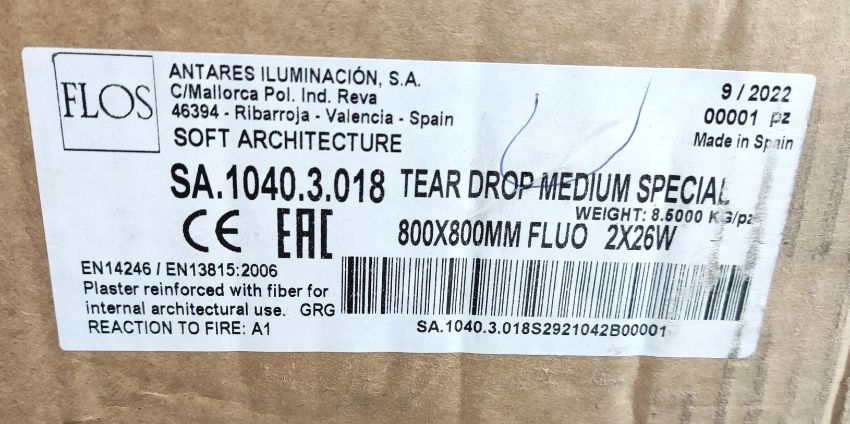 FLOS
ANTARES ILUMINACIÓN, S.A.
C/Mallorca Pol. Ind. Reva
46394 - Ribarroja - Valencia - Spain
SOFT ARCHITECTURE
9 / 2022
00001 pz
Made in Spain
SA.1040.3.018 TEAR DROP MEDIUM SPECIAL
WEIGHT: 8.5000 KG/pz
CE EAC 800X800MM FLUO 2X26W
EN14246 / EN13815:2006
Plaster reinforced with fiber for
internal architectural use. GRG
REACTION TO FIRE: A1
SA.1040.3.018S2921042B00001